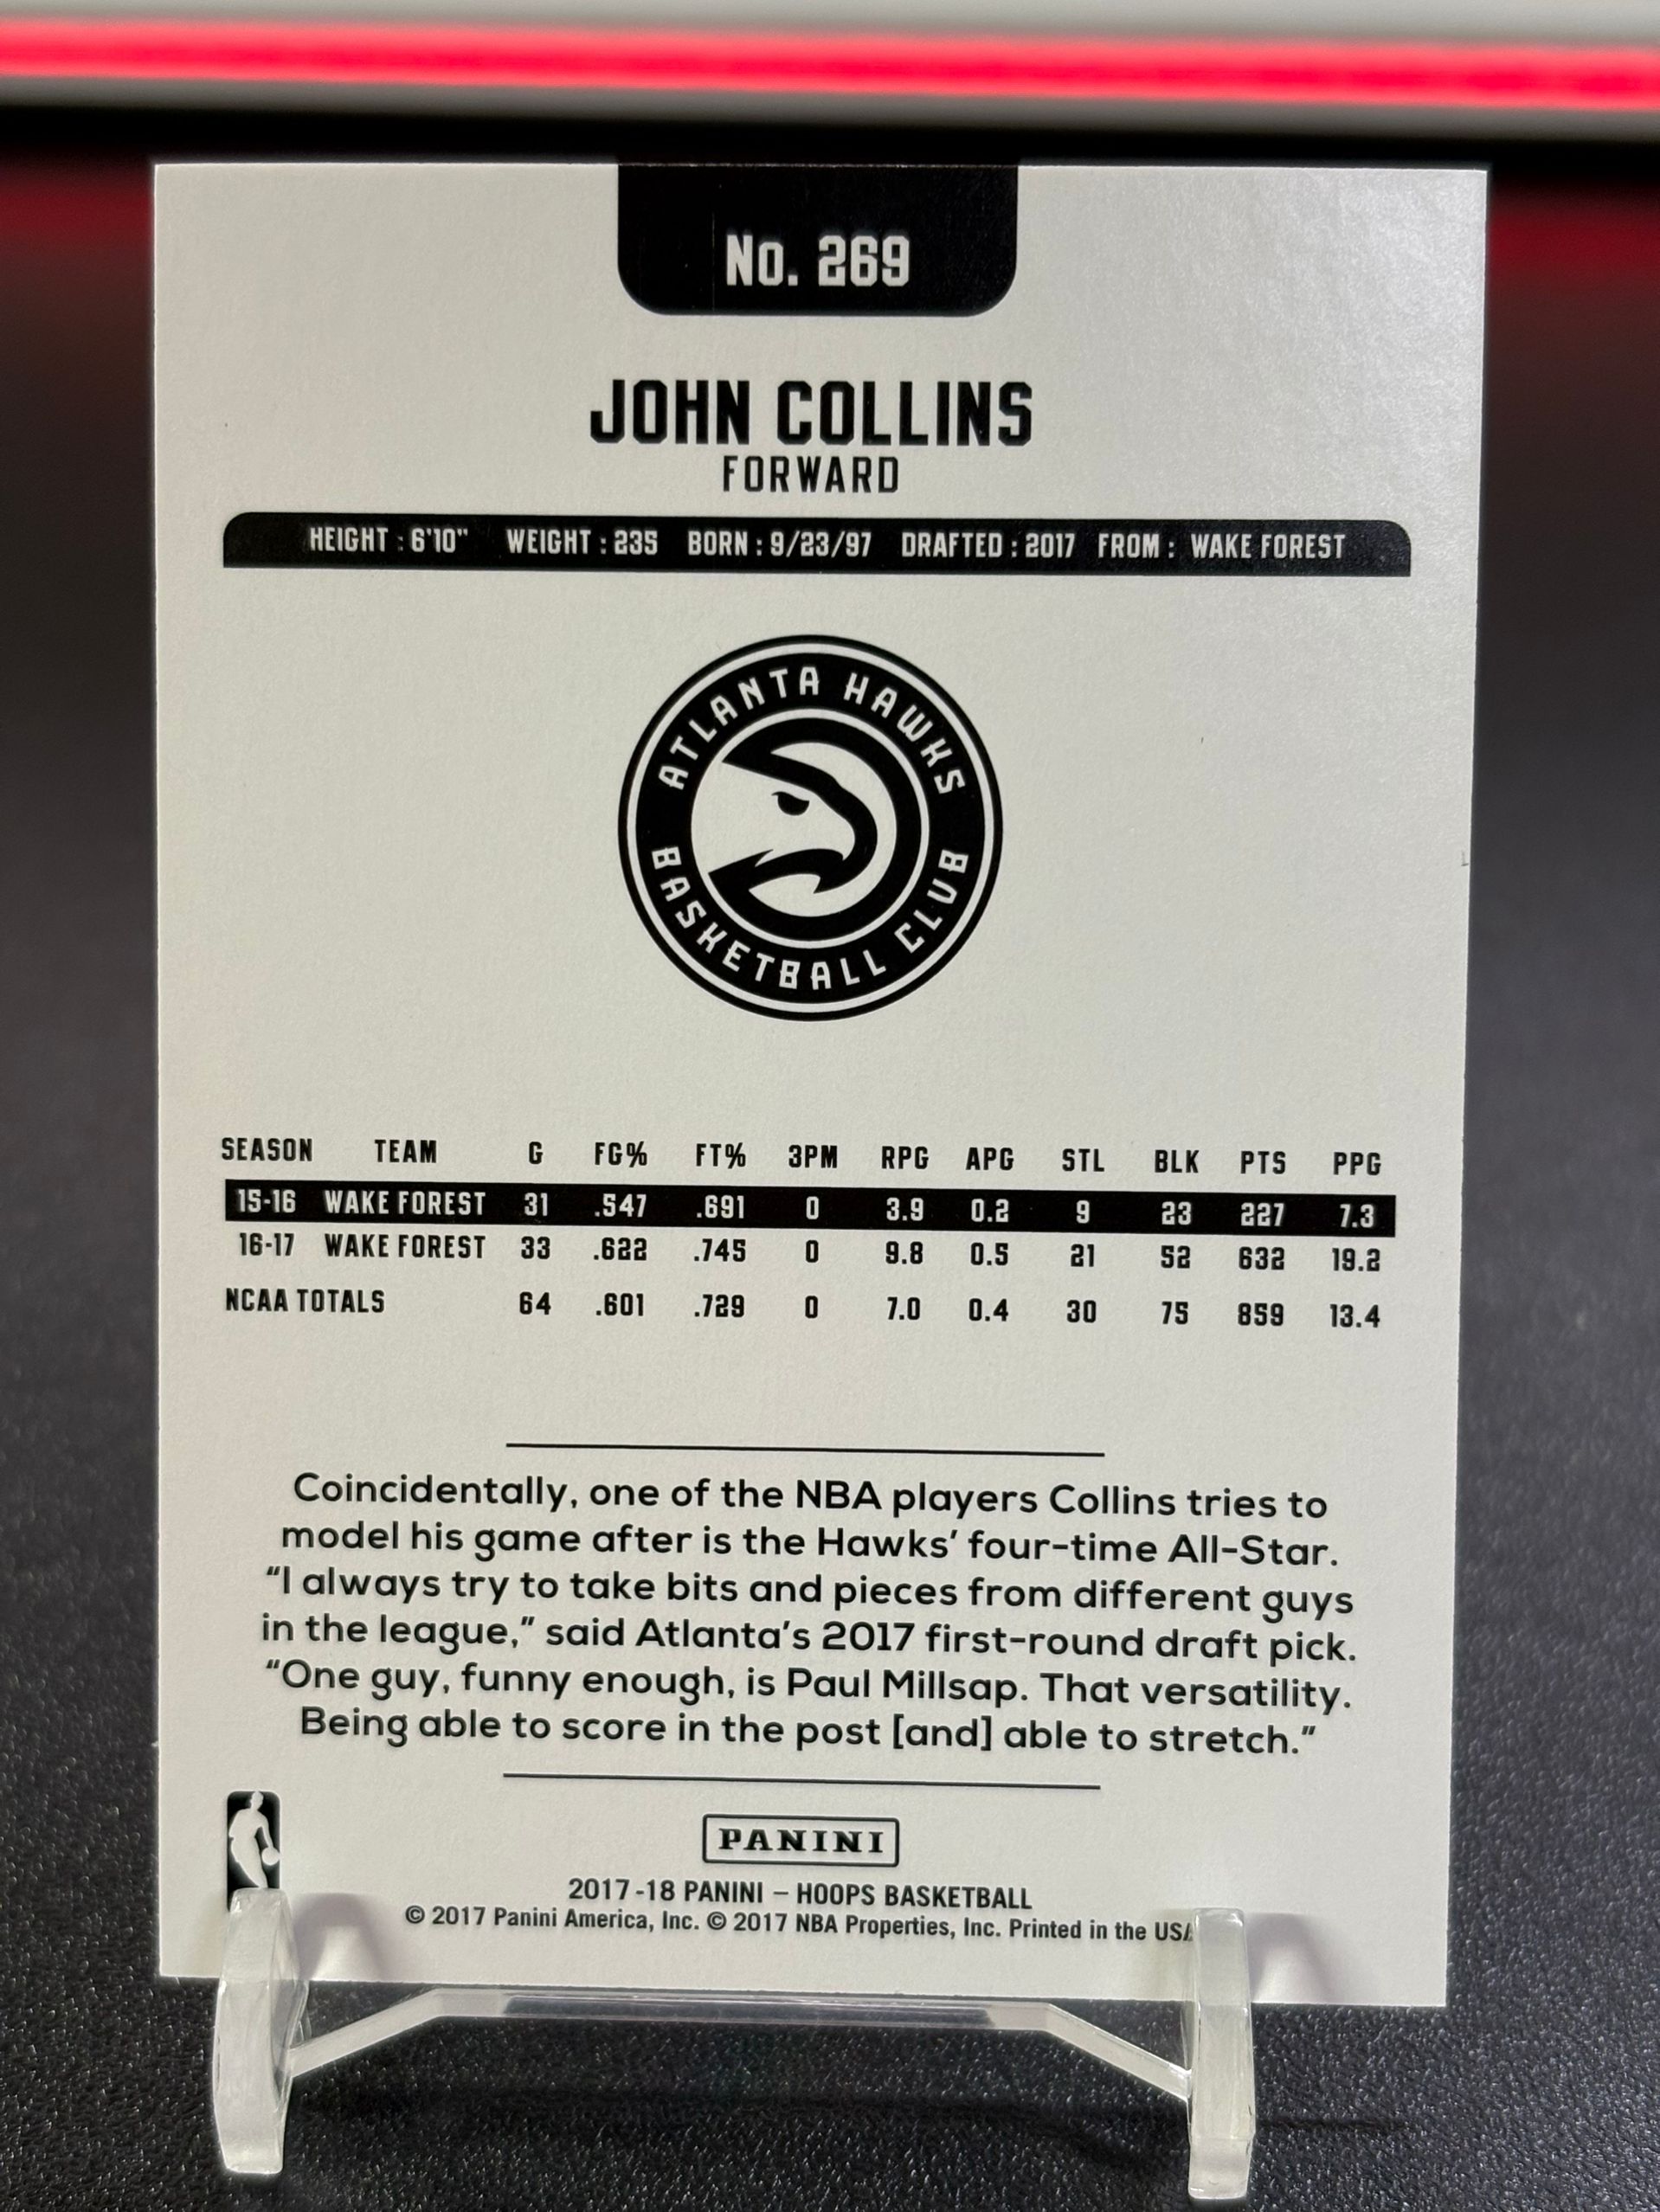 No. 269
JOHN COLLINS
FORWARD
HEIGHT : 6'10" WEIGHT : 235 BORN : 9/23/97 DRAFTED : 2017 FROM : WAKE FOREST
ATLANTA HAWKS
BASKETBALL CLUB
SEASON TEAM G FG% FT% 3PM RPG APG STL BLK PTS PPG
15-16 WAKE FOREST 31 .547 .691 0 3.9 0.2 9 23 227 7.3
16-17 WAKE FOREST 33 .622 .745 0 9.8 0.5 21 52 632 19.2
NCAA TOTALS 64 .601 .729 0 7.0 0.4 30 75 859 13.4
Coincidentally, one of the NBA players Collins tries to
model his game after is the Hawks’ four-time All-Star.
“I always try to take bits and pieces from different guys
in the league,” said Atlanta’s 2017 first-round draft pick.
“One guy, funny enough, is Paul Millsap. That versatility.
Being able to score in the post [and] able to stretch.”
PANINI
2017-18 PANINI – HOOPS BASKETBALL
© 2017 Panini America, Inc. © 2017 NBA Properties, Inc. Printed in the USA